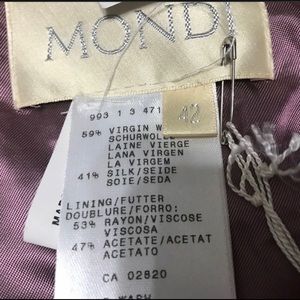 MONDI
42
993 1 3 471
59% VIRGIN W
SCHURWOLLE
LAINE VIERGE
LANA VIRGEN
LA VIRGEM
41% SILK/SEIDE
SOIE/SEDA
LINING/FUTTER
DOUBLURE/FORRO:
53% RAYON/VISCOSE
VISCOSA
47% ACETATE/ACETAT
ACETATO
CA 02820